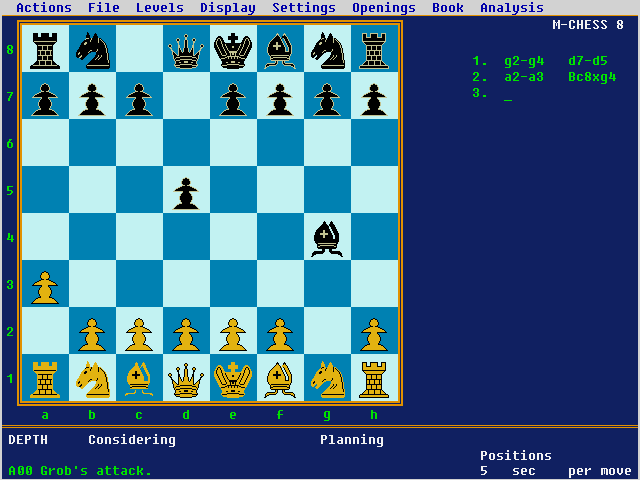 Actions File Levels Display Settings Openings Book Analysis
M-CHESS 8
8
1. g2-g4 d7-d5
2. a2-a3 Bc8xg4
3. _
7
6
5
4
3
2
1
a b c d e f g h
DEPTH Considering Planning
Positions
A00 Grob's attack. 5 sec per move